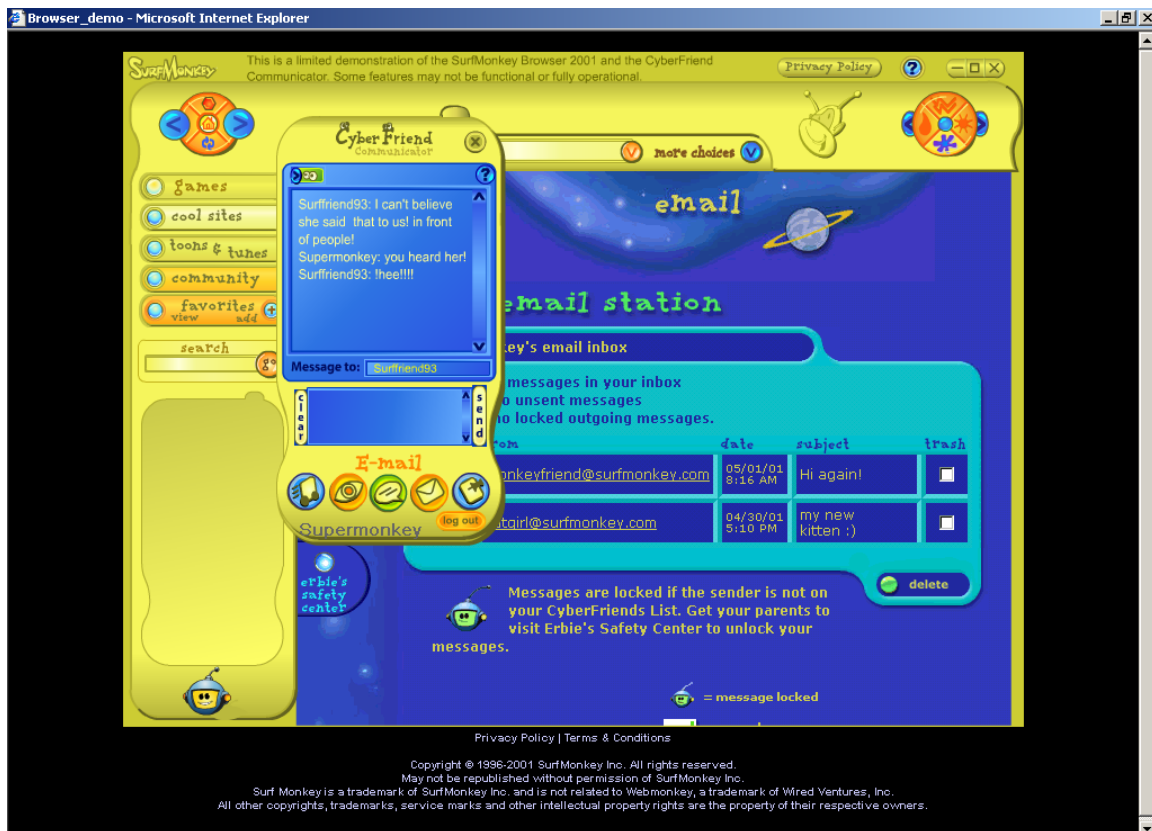 Browser_demo - Microsoft Internet Explorer
SurfMonkey
This is a limited demonstration of the SurfMonkey Browser 2001 and the CyberFriend
Communicator. Some features may not be functional or fully operational.
Privacy Policy
?
more choices
games
cool sites
toons & tunes
community
favorites
view add
search
go
CyberFriend
Communicator
?
Surffriend93: I can't believe
she said that to us! in front
of people!
Supermonkey: you heard her!
Surffriend93: !hee!!!!
Message to: Surffriend93
clear
send
E-mail
log out
Supermonkey
email
email station
key's email inbox
messages in your inbox
o unsent messages
no locked outgoing messages.
rom date subject trash
onkeyfriend@surfmonkey.com 05/01/01 8:16 AM Hi again!
tgirl@surfmonkey.com 04/30/01 5:10 PM my new kitten :)
delete
erbie's
safety
center
Messages are locked if the sender is not on
your CyberFriends List. Get your parents to
visit Erbie's Safety Center to unlock your
messages.
= message locked
Privacy Policy | Terms & Conditions
Copyright © 1996-2001 SurfMonkey Inc. All rights reserved.
May not be republished without permission of SurfMonkey Inc.
Surf Monkey is a trademark of SurfMonkey Inc. and is not related to Webmonkey, a trademark of Wired Ventures, Inc.
All other copyrights, trademarks, service marks and other intellectual property rights are the property of their respective owners.